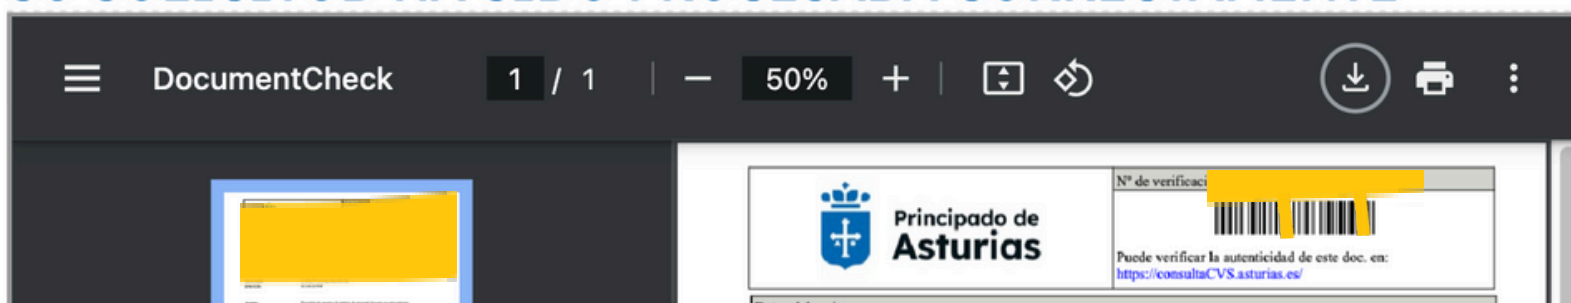 DocumentCheck
1 / 1
50%
Principado de
Asturias
Nº de verificaci
Puede verificar la autenticidad de este doc. en:
https://consultaCVS.asturias.es/